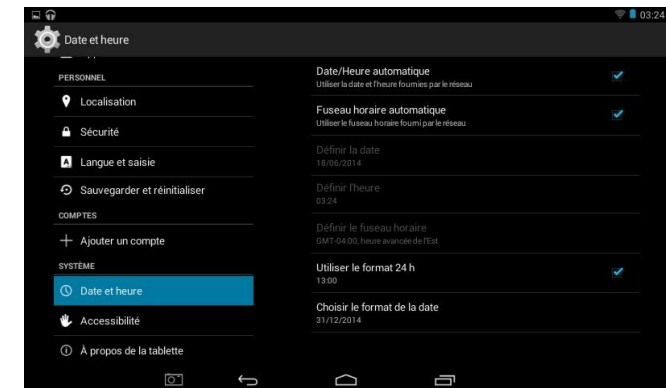 03:24
Date et heure
PERSONNEL
Localisation
Sécurité
Langue et saisie
Sauvegarder et réinitialiser
COMPTES
Ajouter un compte
SYSTÈME
Date et heure
Accessibilité
À propos de la tablette
Date/Heure automatique
Utiliser la date et l'heure fournies par le réseau
Fuseau horaire automatique
Utiliser le fuseau horaire fourni par le réseau
Définir la date
18/06/2014
Définir l'heure
03:24
Définir le fuseau horaire
GMT-04:00, heure avancée de l'Est
Utiliser le format 24 h
13:00
Choisir le format de la date
31/12/2014